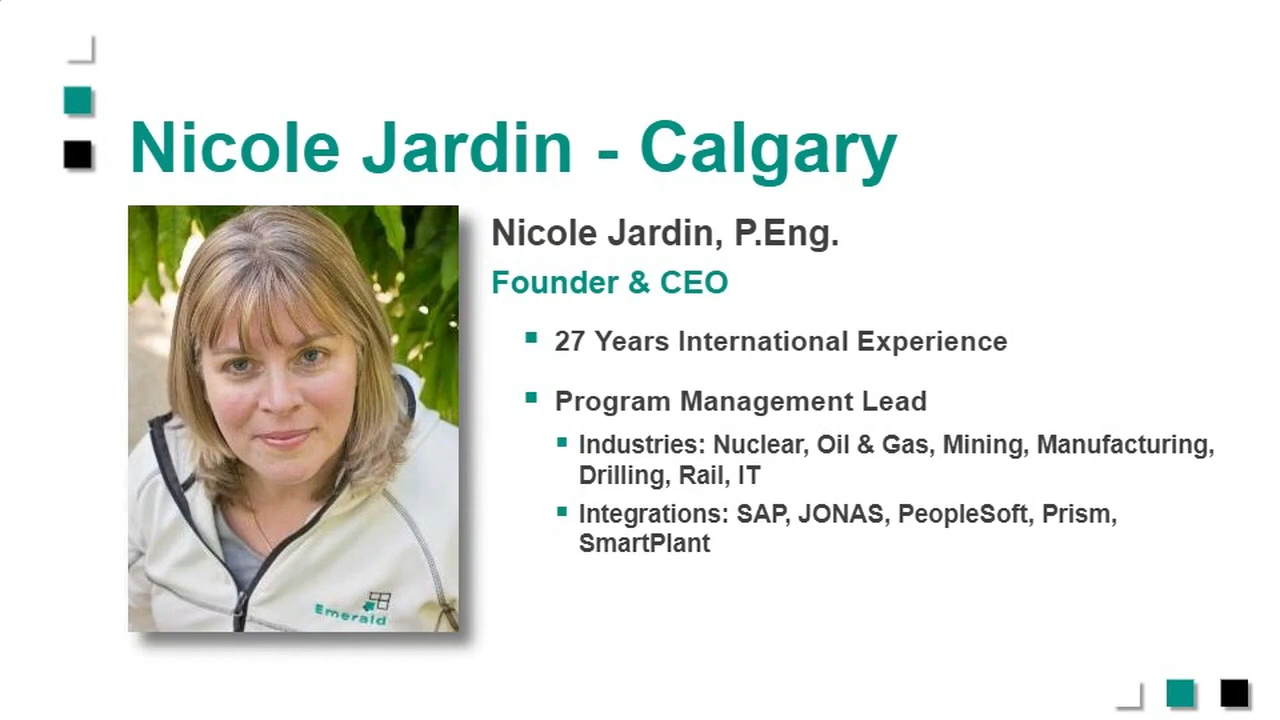 Nicole Jardin - Calgary
Nicole Jardin, P.Eng.
Founder & CEO
27 Years International Experience
Program Management Lead
Industries: Nuclear, Oil & Gas, Mining, Manufacturing,
Drilling, Rail, IT
Integrations: SAP, JONAS, PeopleSoft, Prism,
SmartPlant
Emerald